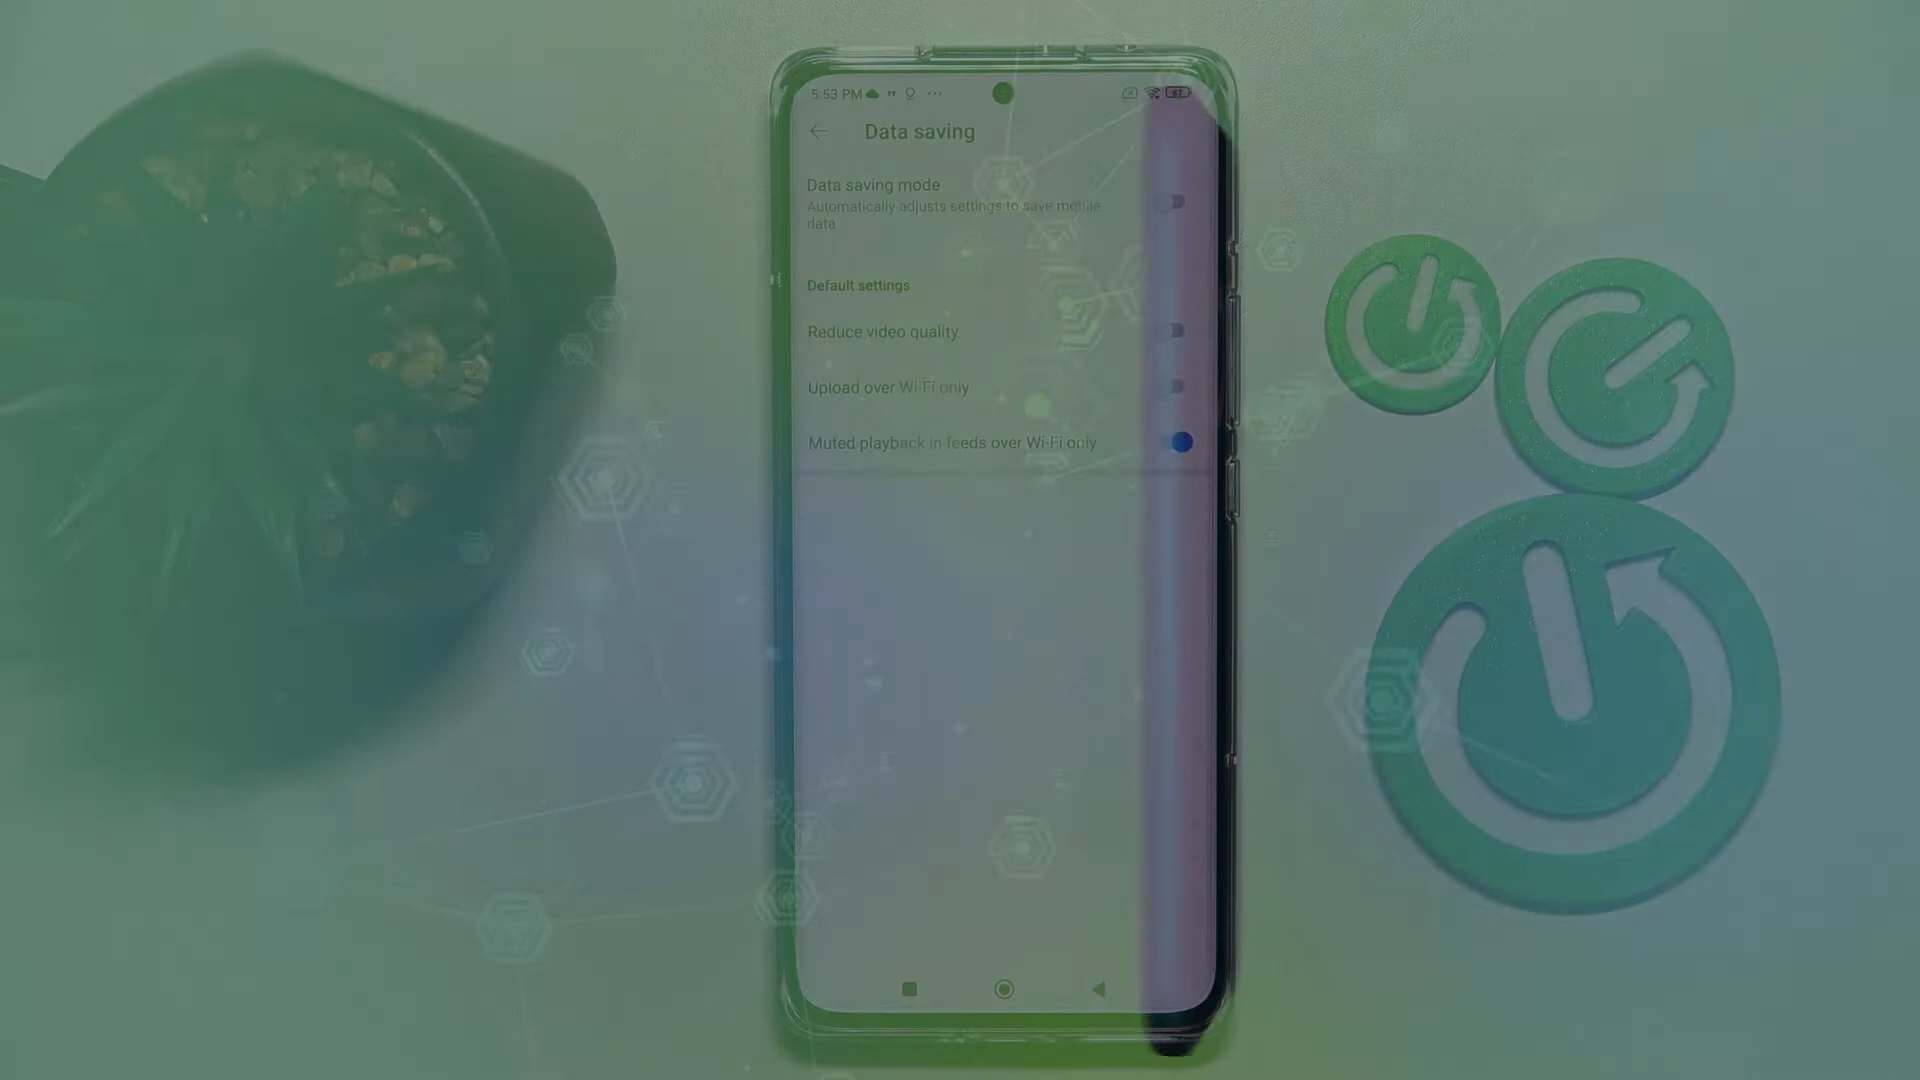 5:53 PM
67
Data saving
Data saving mode
Automatically adjusts settings to save mobile
data
Default settings
Reduce video quality
Upload over Wi-Fi only
Muted playback in feeds over Wi-Fi only